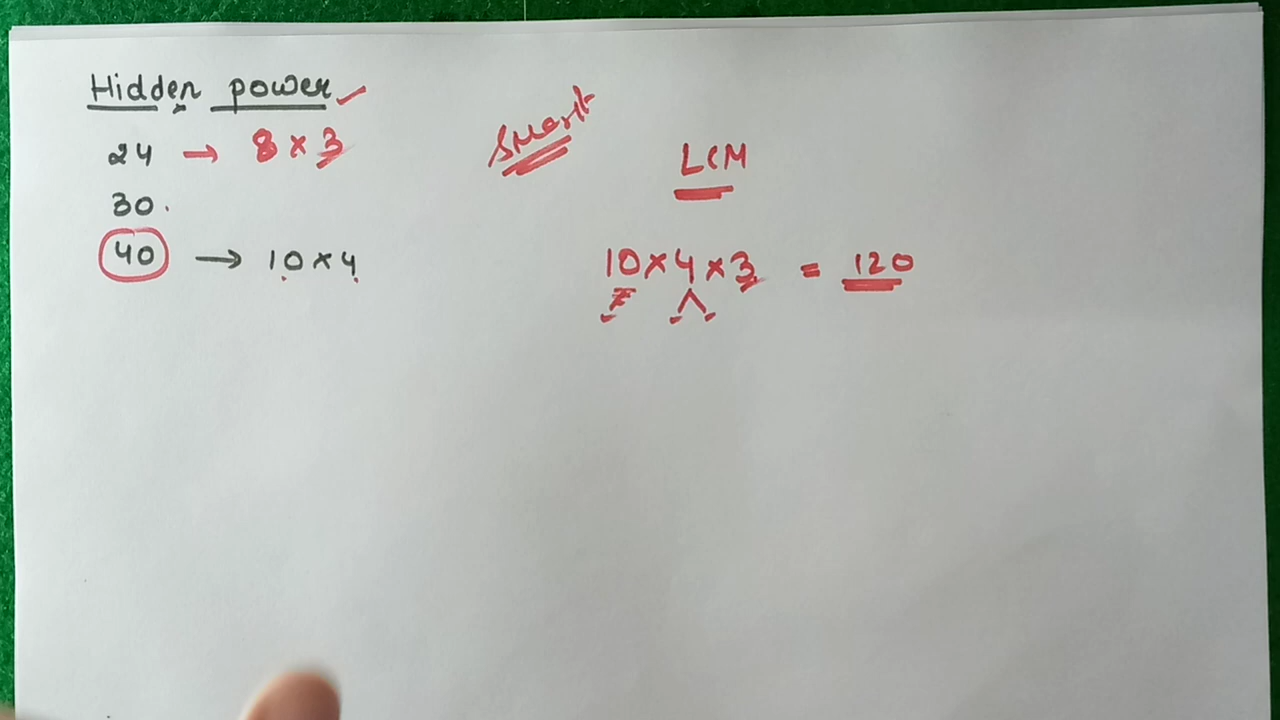 Hidden power
Smart
24 → 8 × 3
LCM
30.
40 → 10 × 4
10 × 4 × 3 = 120